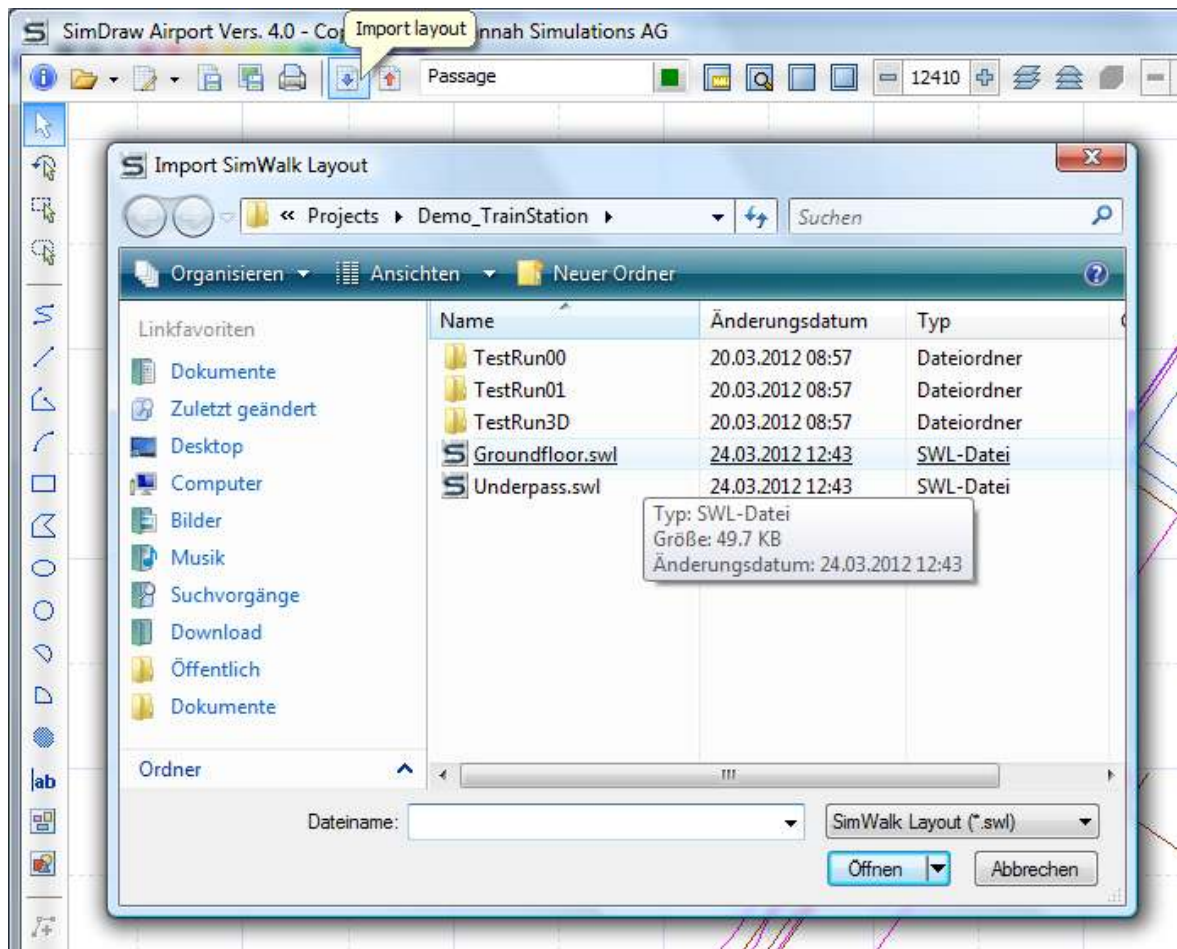 SimDraw Airport Vers. 4.0 - Cop
nnah Simulations AG
Import layout
Passage
12410
Import SimWalk Layout
« Projects Demo_TrainStation
Suchen
Organisieren Ansichten Neuer Ordner
Linkfavoriten
Dokumente
Zuletzt geändert
Desktop
Computer
Bilder
Musik
Suchvorgänge
Download
Öffentlich
Dokumente
Ordner
Name Änderungsdatum Typ
TestRun00 20.03.2012 08:57 Dateiordner
TestRun01 20.03.2012 08:57 Dateiordner
TestRun3D 20.03.2012 08:57 Dateiordner
Groundfloor.swl 24.03.2012 12:43 SWL-Datei
Underpass.swl 24.03.2012 12:43 SWL-Datei
Typ: SWL-Datei
Größe: 49.7 KB
Änderungsdatum: 24.03.2012 12:43
Dateiname:
SimWalk Layout (*.swl)
Öffnen Abbrechen
ab